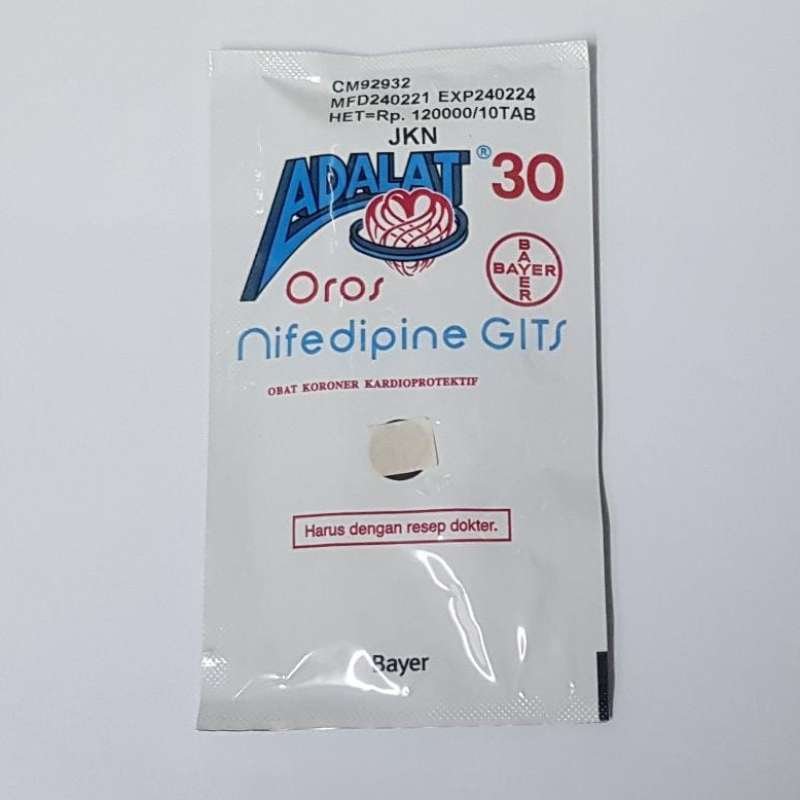 CM92932
MFD240221 EXP240224
HET=Rp. 120000/10TAB
JKN
ADALAT® 30
Oros
BAYER
BAYER
nifedipine GITS
OBAT KORONER KARDIOPROTEKTIF
Harus dengan resep dokter.
Bayer